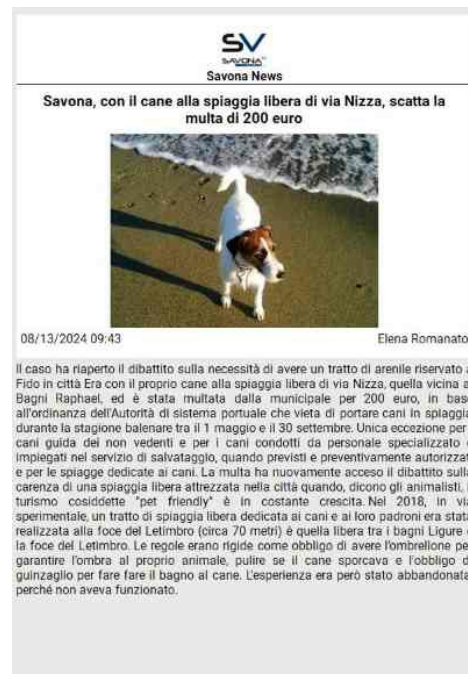 SV
SAVONA
Savona News
Savona, con il cane alla spiaggia libera di via Nizza, scatta la
multa di 200 euro
08/13/2024 09:43
Elena Romanato
Il caso ha riaperto il dibattito sulla necessità di avere un tratto di arenile riservato a
Fido in città Era con il proprio cane alla spiaggia libera di via Nizza, quella vicina ai
Bagni Raphael, ed è stata multata dalla municipale per 200 euro, in base
all'ordinanza dell'Autorità di sistema portuale che vieta di portare cani in spiaggia
durante la stagione balneare tra il 1 maggio e il 30 settembre. Unica eccezione per i
cani guida dei non vedenti e per i cani condotti da personale specializzato e
impiegati nel servizio di salvataggio, quando previsti e preventivamente autorizzati
e per le spiagge dedicate ai cani. La multa ha nuovamente acceso il dibattito sulla
carenza di una spiaggia libera attrezzata nella città quando, dicono gli animalisti, il
turismo cosiddette "pet friendly" è in costante crescita. Nel 2018, in via
sperimentale, un tratto di spiaggia libera dedicata ai cani e ai loro padroni era stata
realizzata alla foce del Letimbro (circa 70 metri) è quella libera tra i bagni Ligure e
la foce del Letimbro. Le regole erano rigide come obbligo di avere l'ombrellone per
garantire l'ombra al proprio animale, pulire se il cane sporcava e l'obbligo di
guinzaglio per fare fare il bagno al cane. L'esperienza era però stato abbandonata
perché non aveva funzionato.